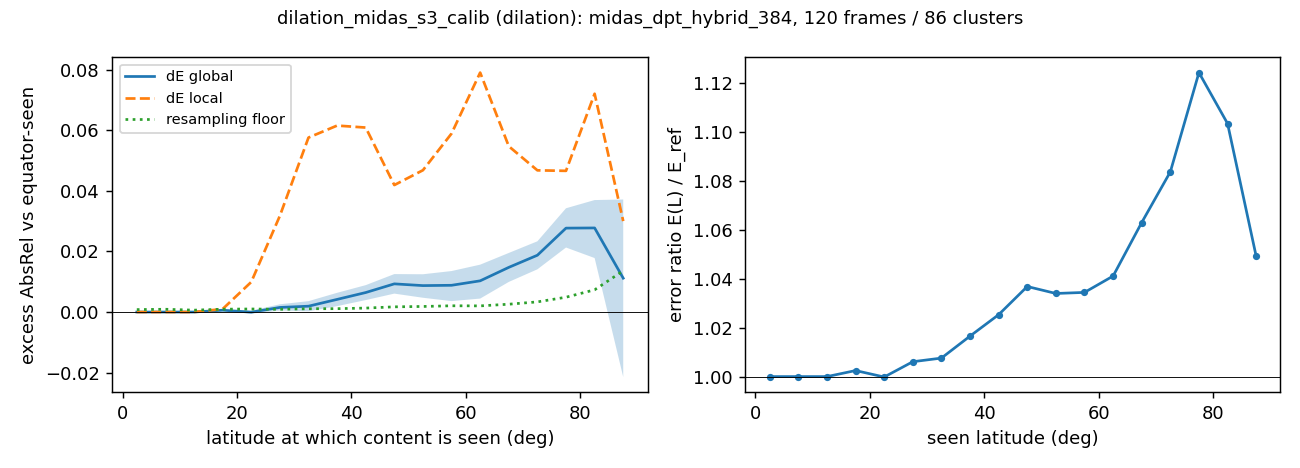 dilation_midas_s3_calib (dilation): midas_dpt_hybrid_384, 120 frames / 86 clusters
excess AbsRel vs equator-seen
0.08
0.06
0.04
0.02
0.00
−0.02
dE global
dE local
resampling floor
0 20 40 60 80
latitude at which content is seen (deg)
error ratio E(L) / E_ref
1.12
1.10
1.08
1.06
1.04
1.02
1.00
0 20 40 60 80
seen latitude (deg)